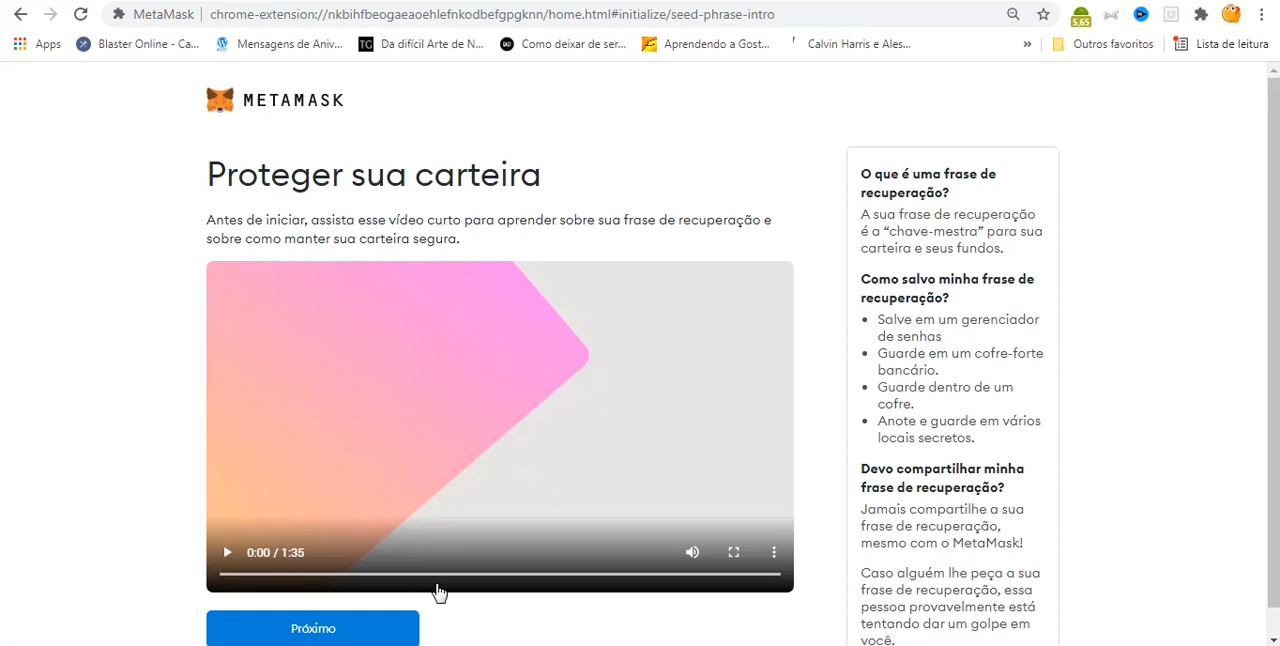 MetaMask
chrome-extension://nkbihfbeogaeaoehlefnkodbefgpgknn/home.html#initialize/seed-phrase-intro
5,65
Apps
Blaster Online - Ca...
Mensagens de Aniv...
TG
Da difícil Arte de N...
Como deixar de ser...
Aprendendo a Gost...
Calvin Harris e Ales...
»
Outros favoritos
Lista de leitura
METAMASK
Proteger sua carteira
Antes de iniciar, assista esse vídeo curto para aprender sobre sua frase de recuperação e
sobre como manter sua carteira segura.
0:00 / 1:35
Próximo
O que é uma frase de
recuperação?
A sua frase de recuperação
é a “chave-mestra” para sua
carteira e seus fundos.
Como salvo minha frase de
recuperação?
• Salve em um gerenciador
de senhas
• Guarde em um cofre-forte
bancário.
• Guarde dentro de um
cofre.
• Anote e guarde em vários
locais secretos.
Devo compartilhar minha
frase de recuperação?
Jamais compartilhe a sua
frase de recuperação,
mesmo com o MetaMask!
Caso alguém lhe peça a sua
frase de recuperação, essa
pessoa provavelmente está
tentando dar um golpe em
você.